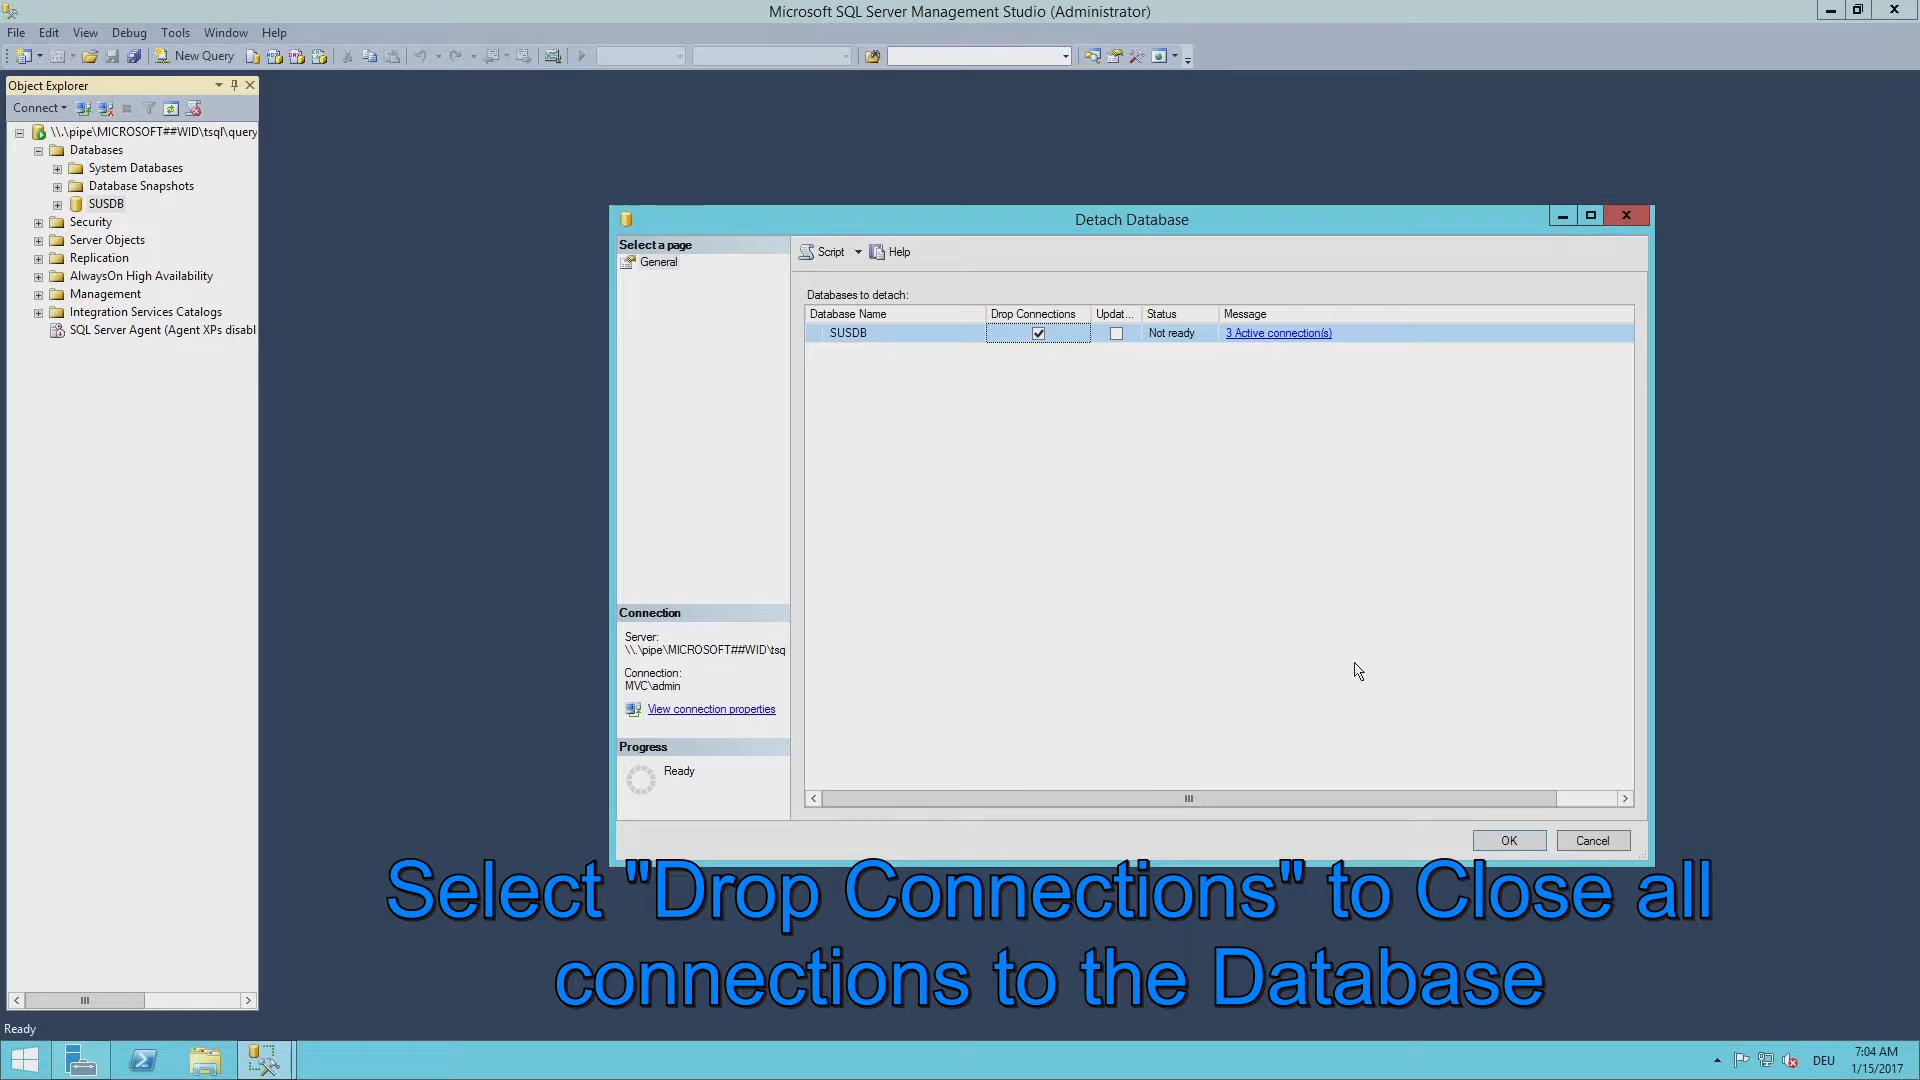 Microsoft SQL Server Management Studio (Administrator)
File Edit View Debug Tools Window Help
New Query
Object Explorer
Connect
\\.\pipe\MICROSOFT##WID\tsql\query
Databases
System Databases
Database Snapshots
SUSDB
Security
Server Objects
Replication
AlwaysOn High Availability
Management
Integration Services Catalogs
SQL Server Agent (Agent XPs disabl
Detach Database
Select a page
General
Script Help
Databases to detach:
Database Name Drop Connections Updat... Status Message
SUSDB Not ready 3 Active connection(s)
Connection
Server:
\\.\pipe\MICROSOFT##WID\tsq
Connection:
MVC\admin
View connection properties
Progress
Ready
OK Cancel
Select "Drop Connections" to Close all
connections to the Database
Ready
DEU
7:04 AM
1/15/2017